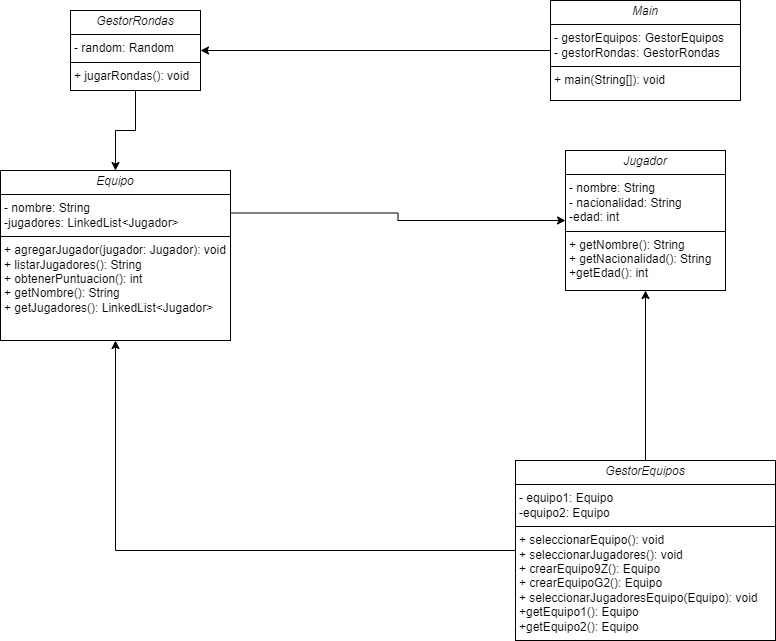 GestorRondas
- random: Random
+ jugarRondas(): void
Main
- gestorEquipos: GestorEquipos
- gestorRondas: GestorRondas
+ main(String[]): void
Equipo
- nombre: String
-jugadores: LinkedList<Jugador>
+ agregarJugador(jugador: Jugador): void
+ listarJugadores(): String
+ obtenerPuntuacion(): int
+ getNombre(): String
+ getJugadores(): LinkedList<Jugador>
Jugador
- nombre: String
- nacionalidad: String
-edad: int
+ getNombre(): String
+ getNacionalidad(): String
+getEdad(): int
GestorEquipos
- equipo1: Equipo
-equipo2: Equipo
+ seleccionarEquipo(): void
+ seleccionarJugadores(): void
+ crearEquipo9Z(): Equipo
+ crearEquipoG2(): Equipo
+ seleccionarJugadoresEquipo(Equipo): void
+getEquipo1(): Equipo
+getEquipo2(): Equipo